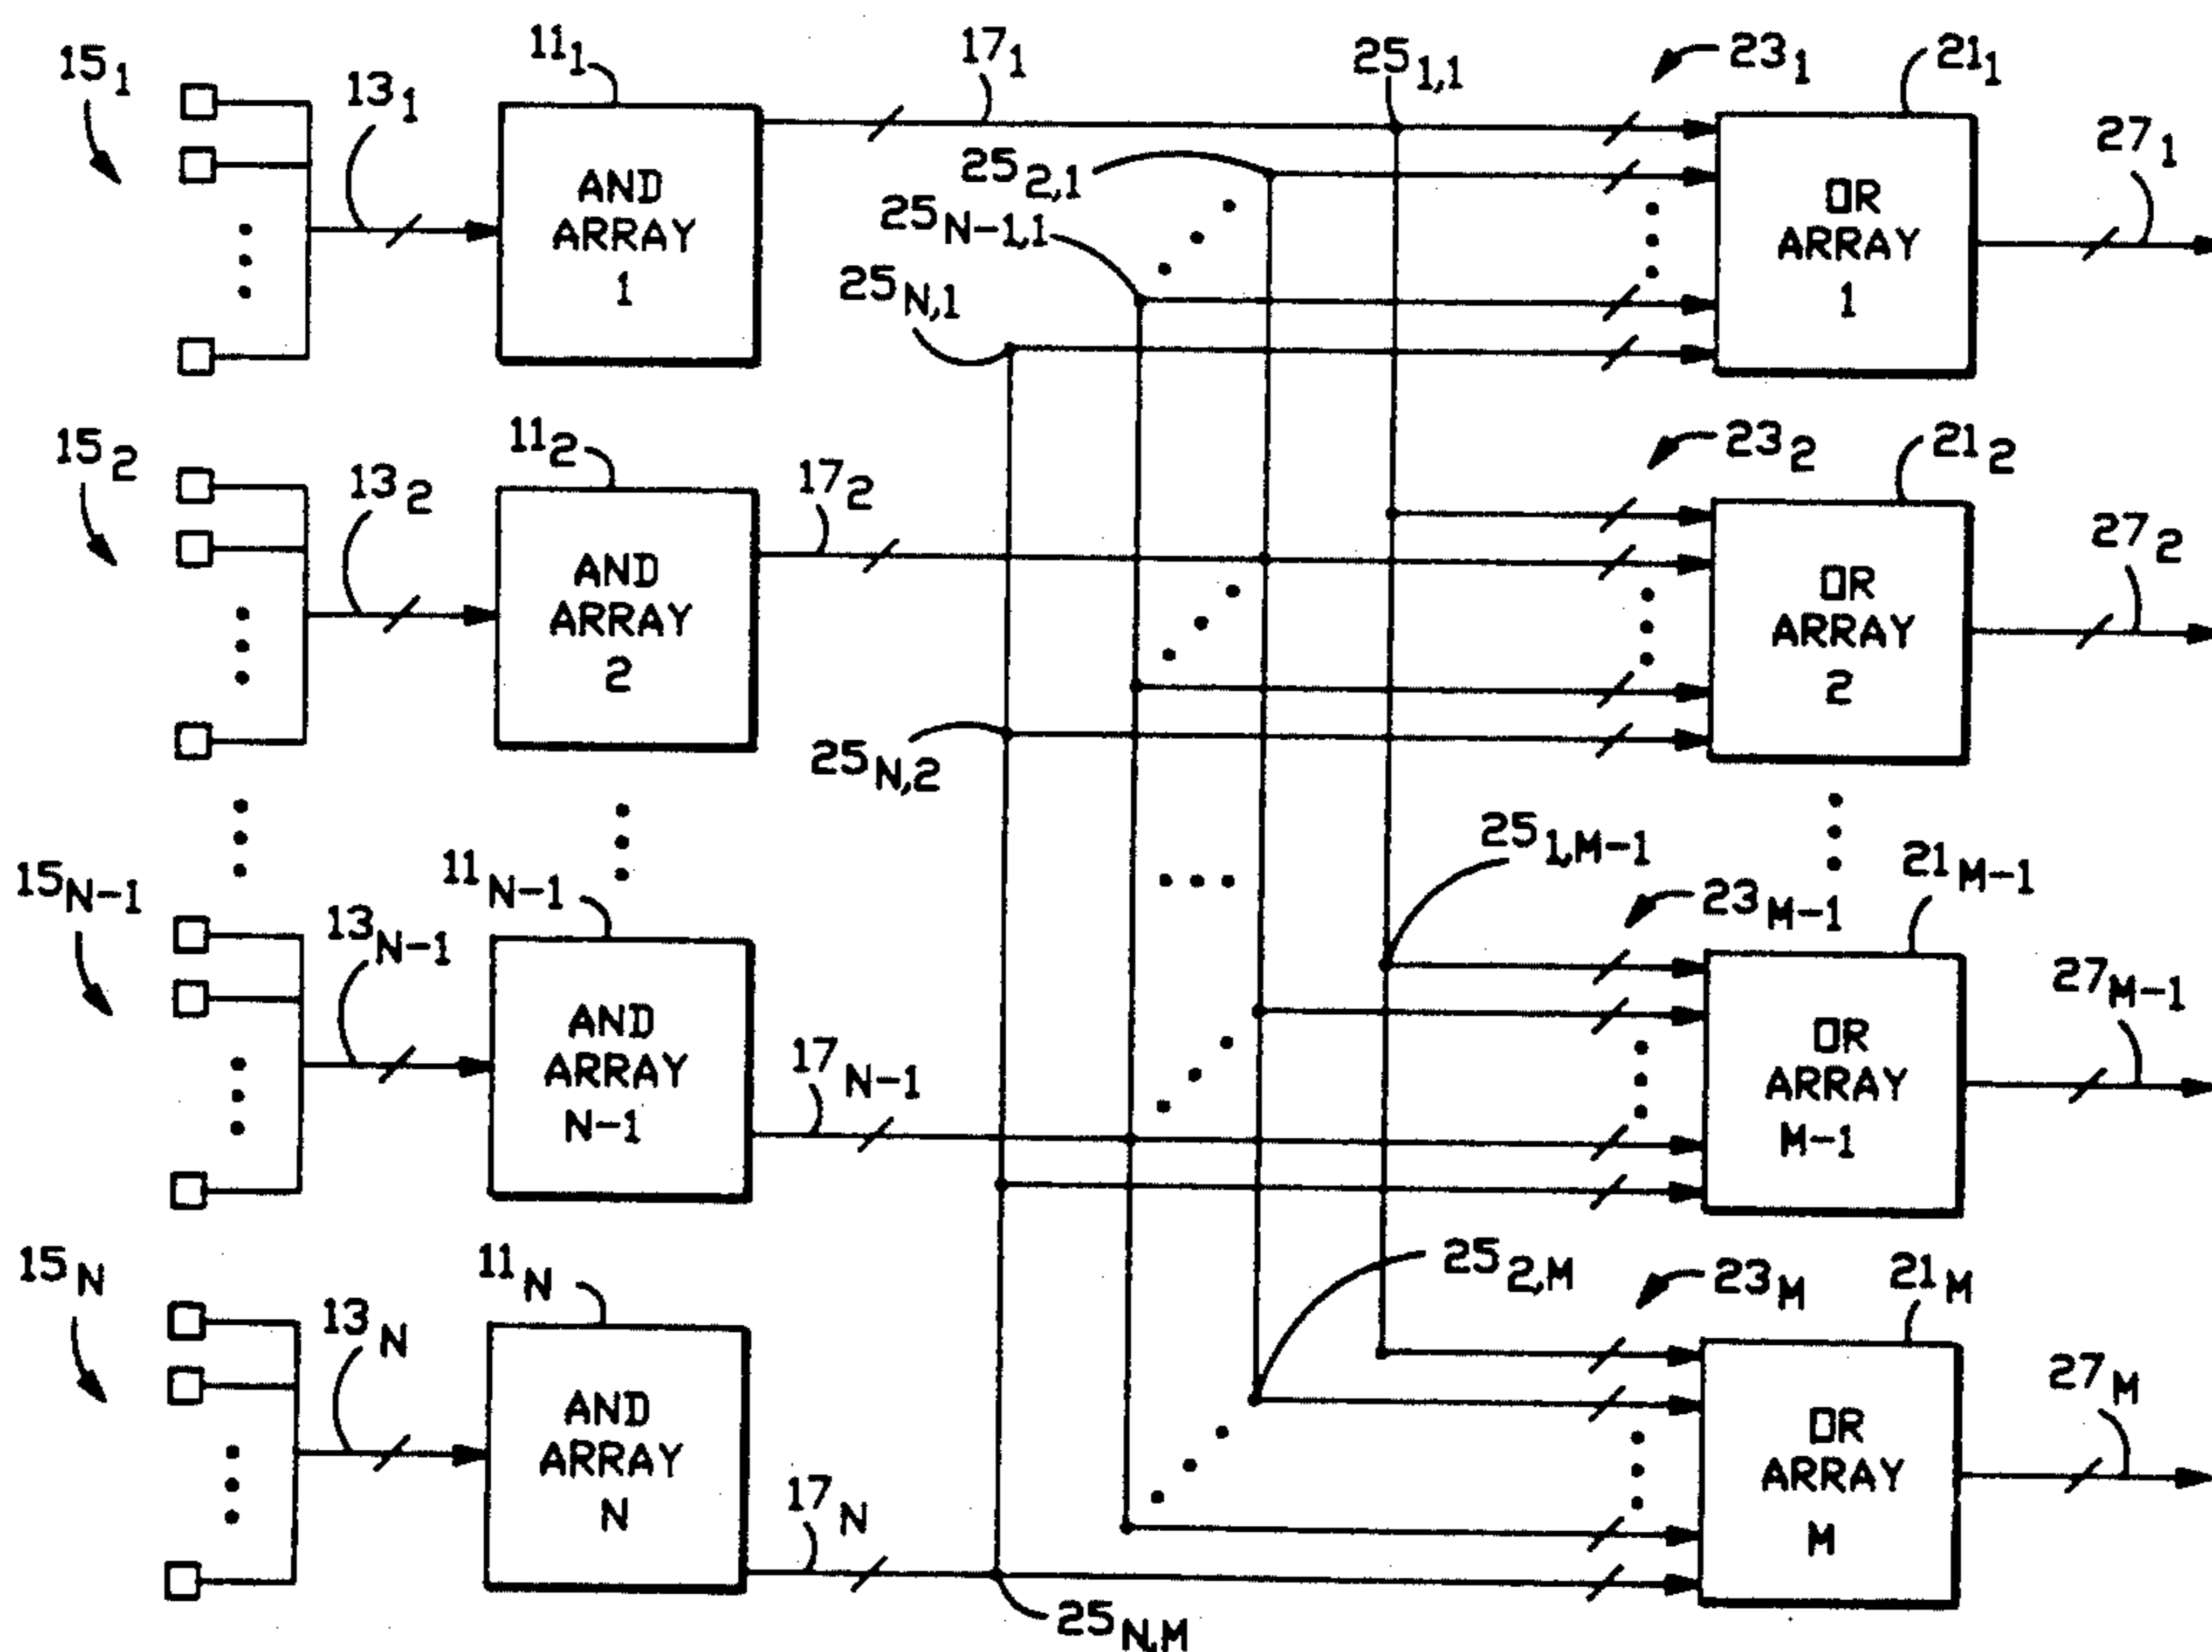 15₁
13₁
11₁
17₁
25₁,₁
23₁
21₁
27₁
25₂,₁
25N-1,1
25N,1
AND
ARRAY
1
OR
ARRAY
1
15₂
13₂
11₂
17₂
23₂
21₂
27₂
25N,2
AND
ARRAY
2
OR
ARRAY
2
15N-1
13N-1
11N-1
17N-1
25₁,M-1
23M-1
21M-1
27M-1
AND
ARRAY
N-1
OR
ARRAY
M-1
15N
13N
11N
17N
25₂,M
23M
21M
27M
25N,M
AND
ARRAY
N
OR
ARRAY
M